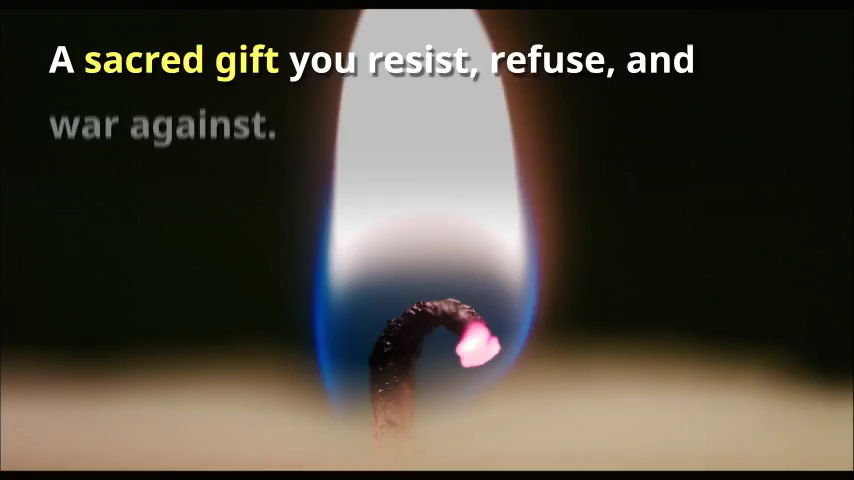 A sacred gift you resist, refuse, and
war against.